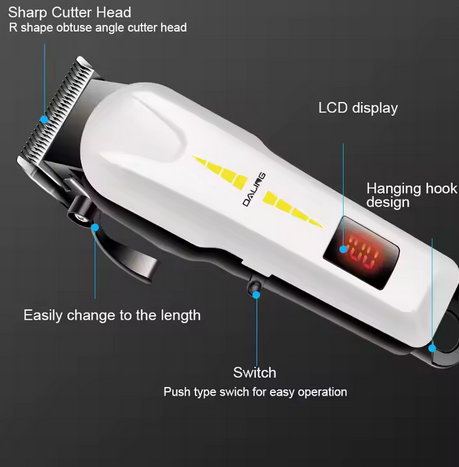 Sharp Cutter Head
R shape obtuse angle cutter head
LCD display
Hanging hook
design
DALING
100
Easily change to the length
Switch
Push type swich for easy operation